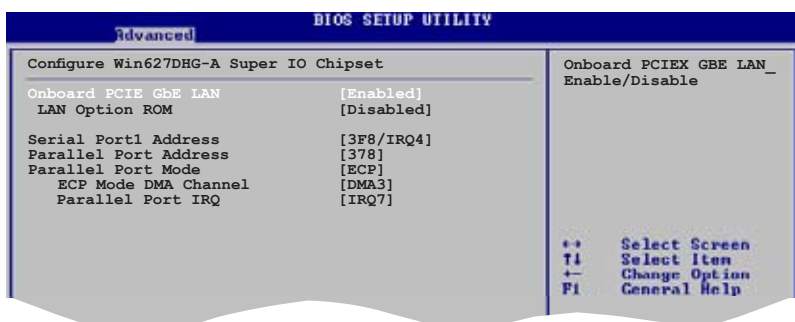 BIOS SETUP UTILITY
Advanced
Configure Win627DHG-A Super IO Chipset
Onboard PCIE GbE LAN [Enabled]
LAN Option ROM [Disabled]
Serial Port1 Address [3F8/IRQ4]
Parallel Port Address [378]
Parallel Port Mode [ECP]
ECP Mode DMA Channel [DMA3]
Parallel Port IRQ [IRQ7]
Onboard PCIEX GBE LAN_
Enable/Disable
↔ Select Screen
↑↓ Select Item
+- Change Option
F1 General Help